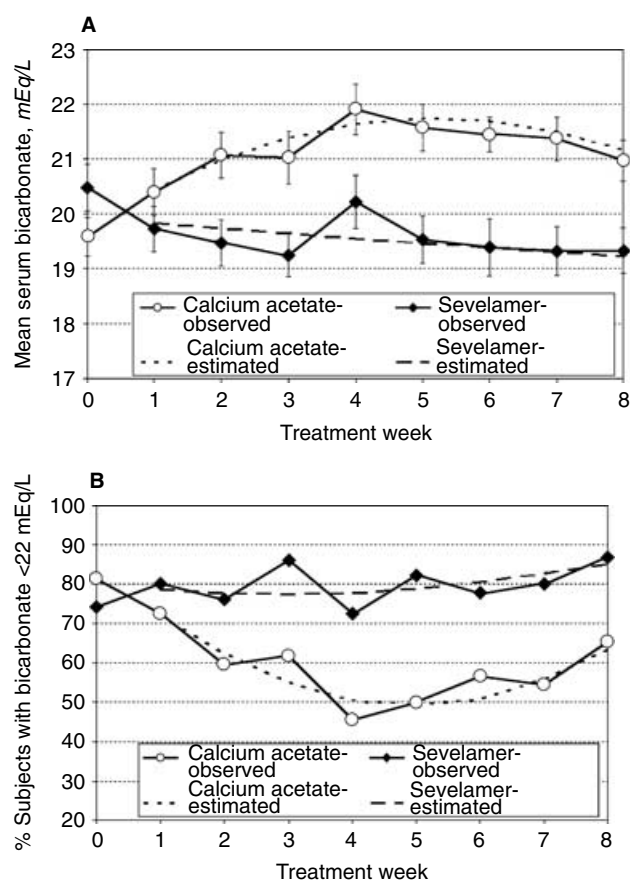 A
23
22
21
20
19
18
17
Mean serum bicarbonate, mEq/L
Calcium acetate-
observed
Sevelamer-
observed
Calcium acetate-
estimated
Sevelamer-
estimated
0 1 2 3 4 5 6 7 8
Treatment week
B
100
90
80
70
60
50
40
30
20
% Subjects with bicarbonate <22 mEq/L
Calcium acetate-
observed
Sevelamer-
observed
Calcium acetate-
estimated
Sevelamer-
estimated
0 1 2 3 4 5 6 7 8
Treatment week